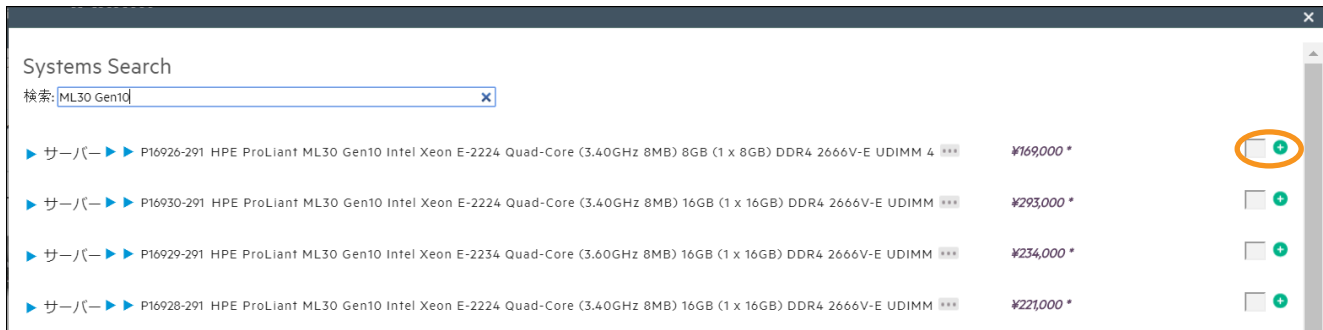 Systems Search
検索: ML30 Gen10
サーバー P16926-291 HPE ProLiant ML30 Gen10 Intel Xeon E-2224 Quad-Core (3.40GHz 8MB) 8GB (1 x 8GB) DDR4 2666V-E UDIMM 4 ... ¥169,000 *
サーバー P16930-291 HPE ProLiant ML30 Gen10 Intel Xeon E-2224 Quad-Core (3.40GHz 8MB) 16GB (1 x 16GB) DDR4 2666V-E UDIMM ... ¥293,000 *
サーバー P16929-291 HPE ProLiant ML30 Gen10 Intel Xeon E-2234 Quad-Core (3.60GHz 8MB) 16GB (1 x 16GB) DDR4 2666V-E UDIMM ... ¥234,000 *
サーバー P16928-291 HPE ProLiant ML30 Gen10 Intel Xeon E-2224 Quad-Core (3.40GHz 8MB) 16GB (1 x 16GB) DDR4 2666V-E UDIMM ... ¥221,000 *